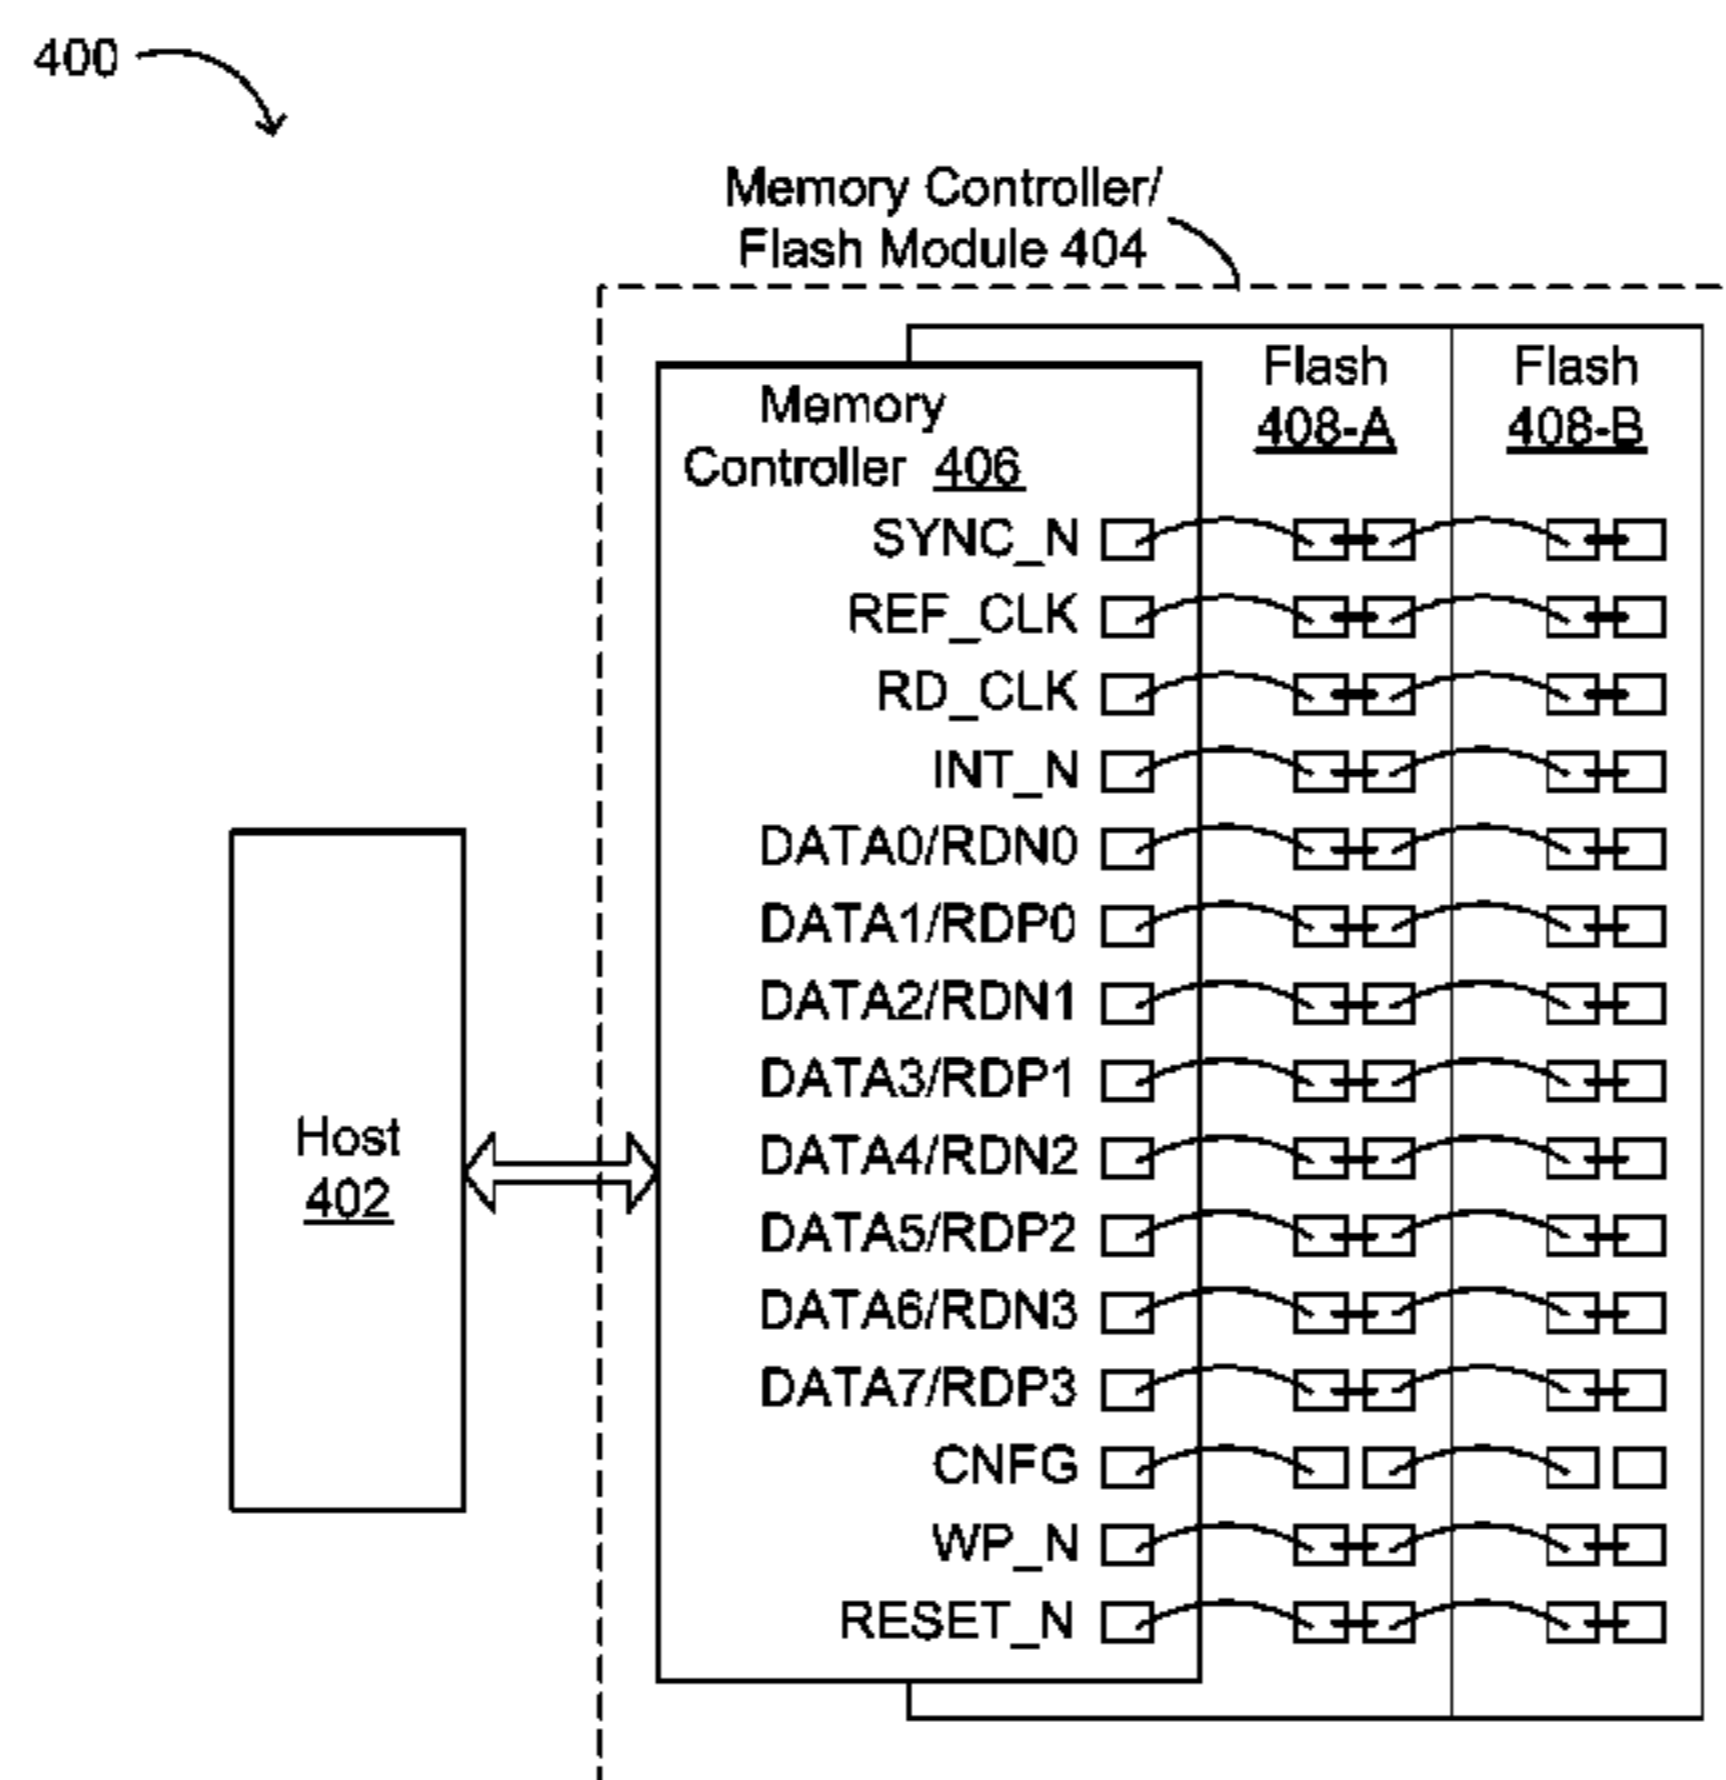 400
Memory Controller/
Flash Module 404
Memory
Controller 406
Flash
408-A
Flash
408-B
SYNC_N
REF_CLK
RD_CLK
INT_N
DATA0/RDN0
DATA1/RDP0
DATA2/RDN1
DATA3/RDP1
DATA4/RDN2
DATA5/RDP2
DATA6/RDN3
DATA7/RDP3
CNFG
WP_N
RESET_N
Host
402